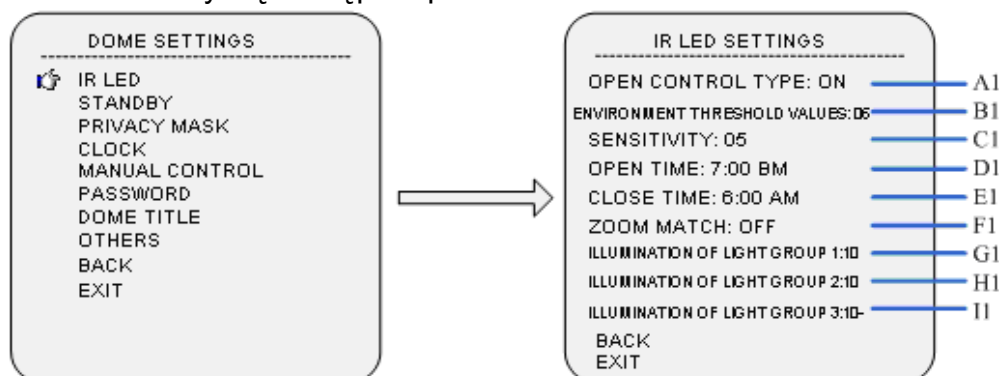 DOME SETTINGS
IR LED
STANDBY
PRIVACY MASK
CLOCK
MANUAL CONTROL
PASSWORD
DOME TITLE
OTHERS
BACK
EXIT
IR LED SETTINGS
OPEN CONTROL TYPE: ON A1
ENVIRONMENT THRESHOLD VALUES:06 B1
SENSITIVITY: 05 C1
OPEN TIME: 7:00 BM D1
CLOSE TIME: 6:00 AM E1
ZOOM MATCH: OFF F1
ILLUMINATION OF LIGHT GROUP 1:10 G1
ILLUMINATION OF LIGHT GROUP 2:10 H1
ILLUMINATION OF LIGHT GROUP 3:10- I1
BACK
EXIT